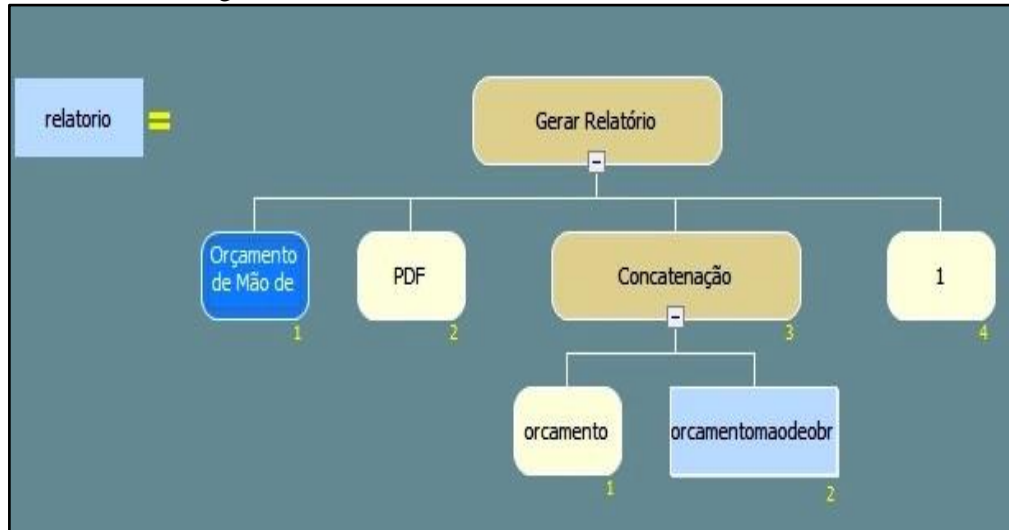 relatorio =
Gerar Relatório
Orçamento
de Mão de
1
PDF
2
Concatenação
3
1
4
orcamento
1
orcamentomaodeobr
2